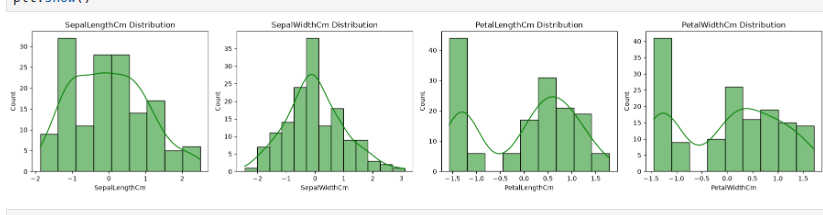 plt.show()
SepalLengthCm Distribution
Count
30
25
20
15
10
5
0
−2 −1 0 1 2
SepalLengthCm
SepalWidthCm Distribution
Count
35
30
25
20
15
10
5
0
−2 −1 0 1 2 3
SepalWidthCm
PetalLengthCm Distribution
Count
40
30
20
10
0
−1.5 −1.0 −0.5 0.0 0.5 1.0 1.5
PetalLengthCm
PetalWidthCm Distribution
Count
40
35
30
25
20
15
10
5
0
−1.5 −1.0 −0.5 0.0 0.5 1.0 1.5
PetalWidthCm